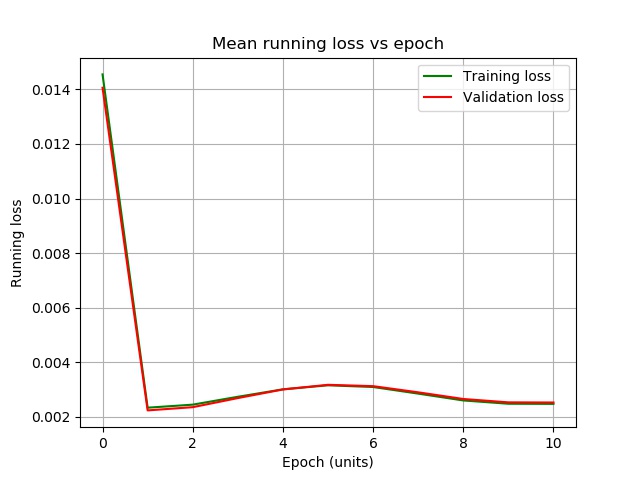 Mean running loss vs epoch
Training loss
Validation loss
0.014
0.012
0.010
0.008
0.006
0.004
0.002
Running loss
0 2 4 6 8 10
Epoch (units)